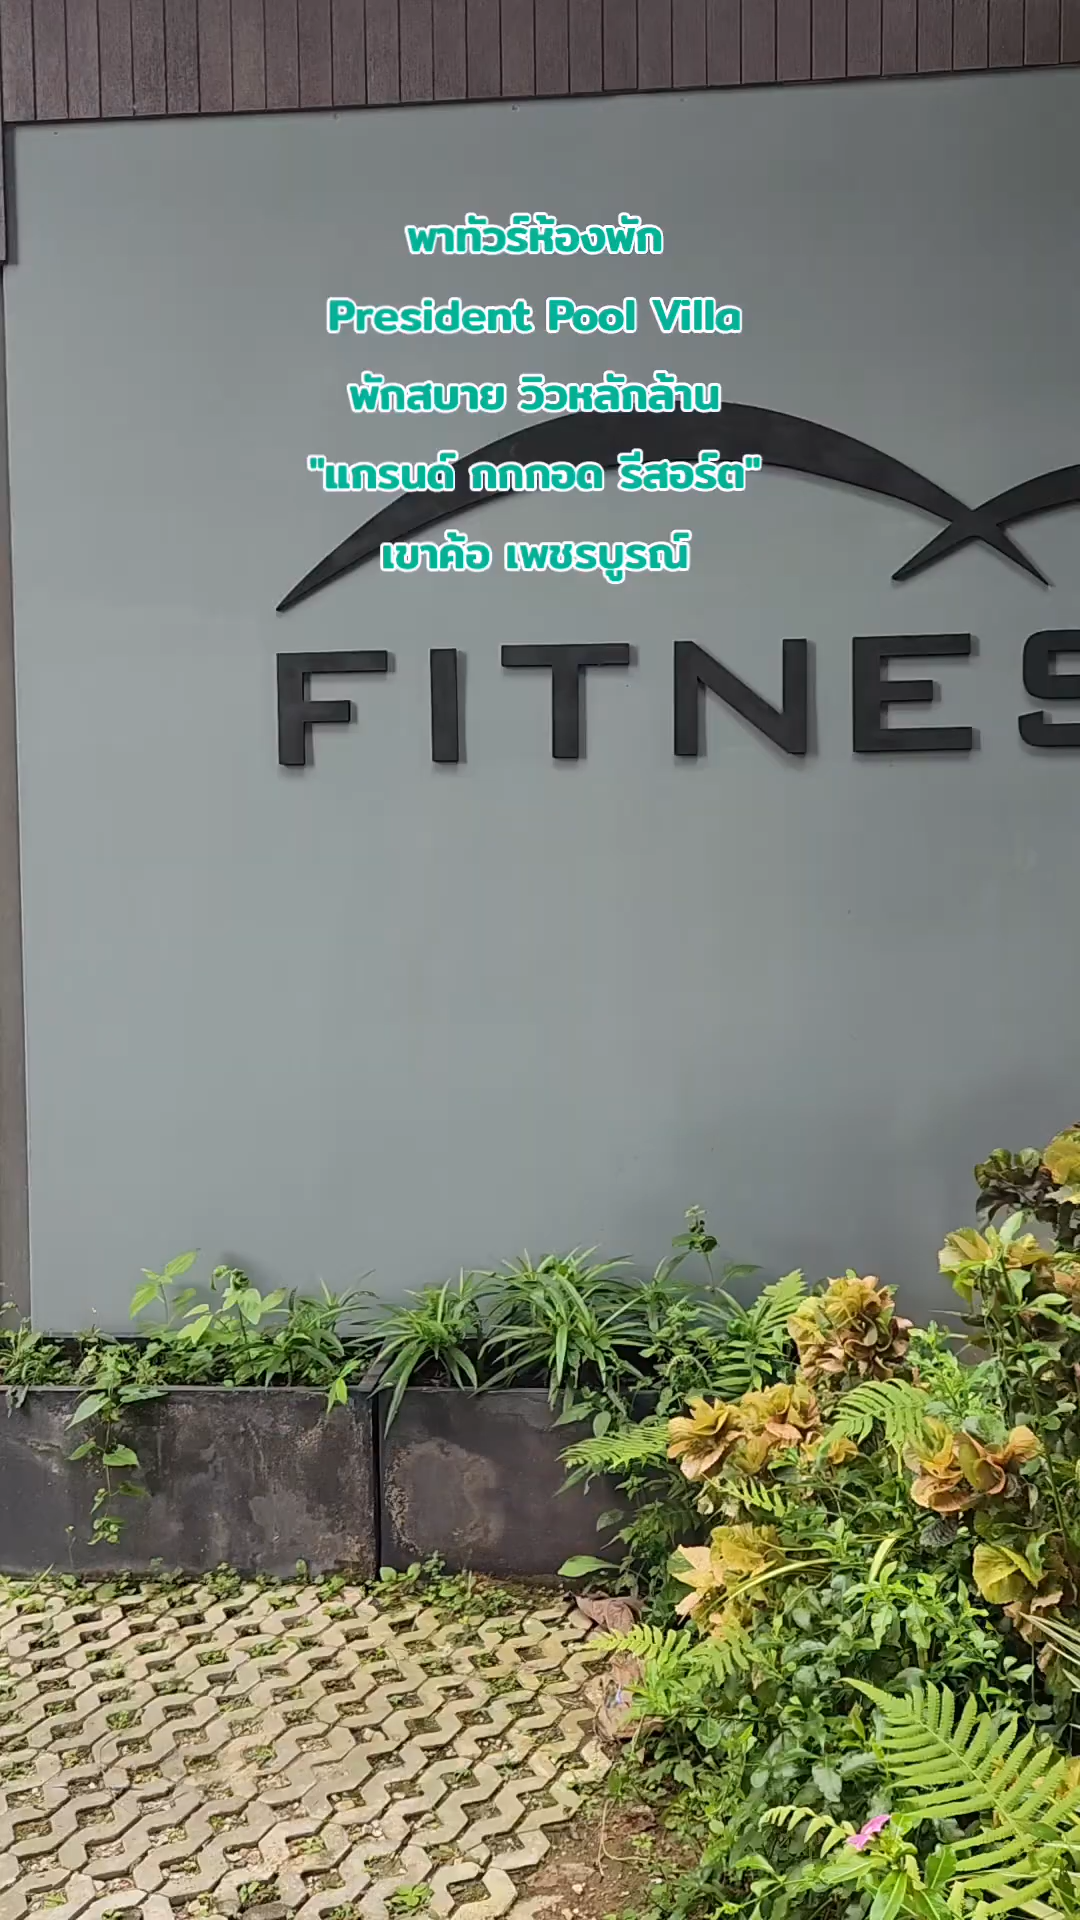 พาทัวร์ห้องพัก
President Pool Villa
พักสบาย วิวหลักล้าน
"แกรนด์ กกกอด รีสอร์ต"
เขาค้อ เพชรบูรณ์
FITNES